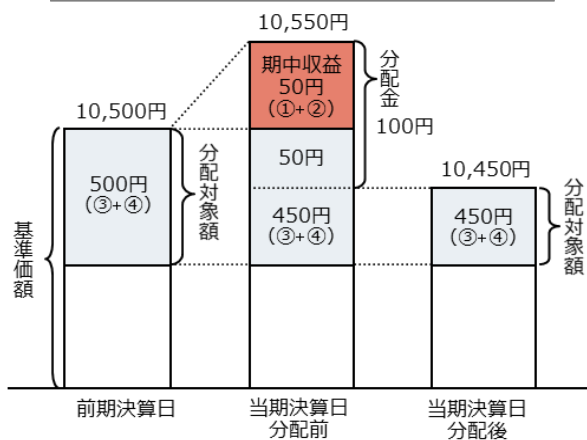 10,550円
期中収益
50円
(①+②)
分配金
100円
10,500円
500円
(③+④)
分配対象額
50円
450円
(③+④)
10,450円
450円
(③+④)
分配対象額
基準価額
前期決算日
当期決算日
分配前
当期決算日
分配後